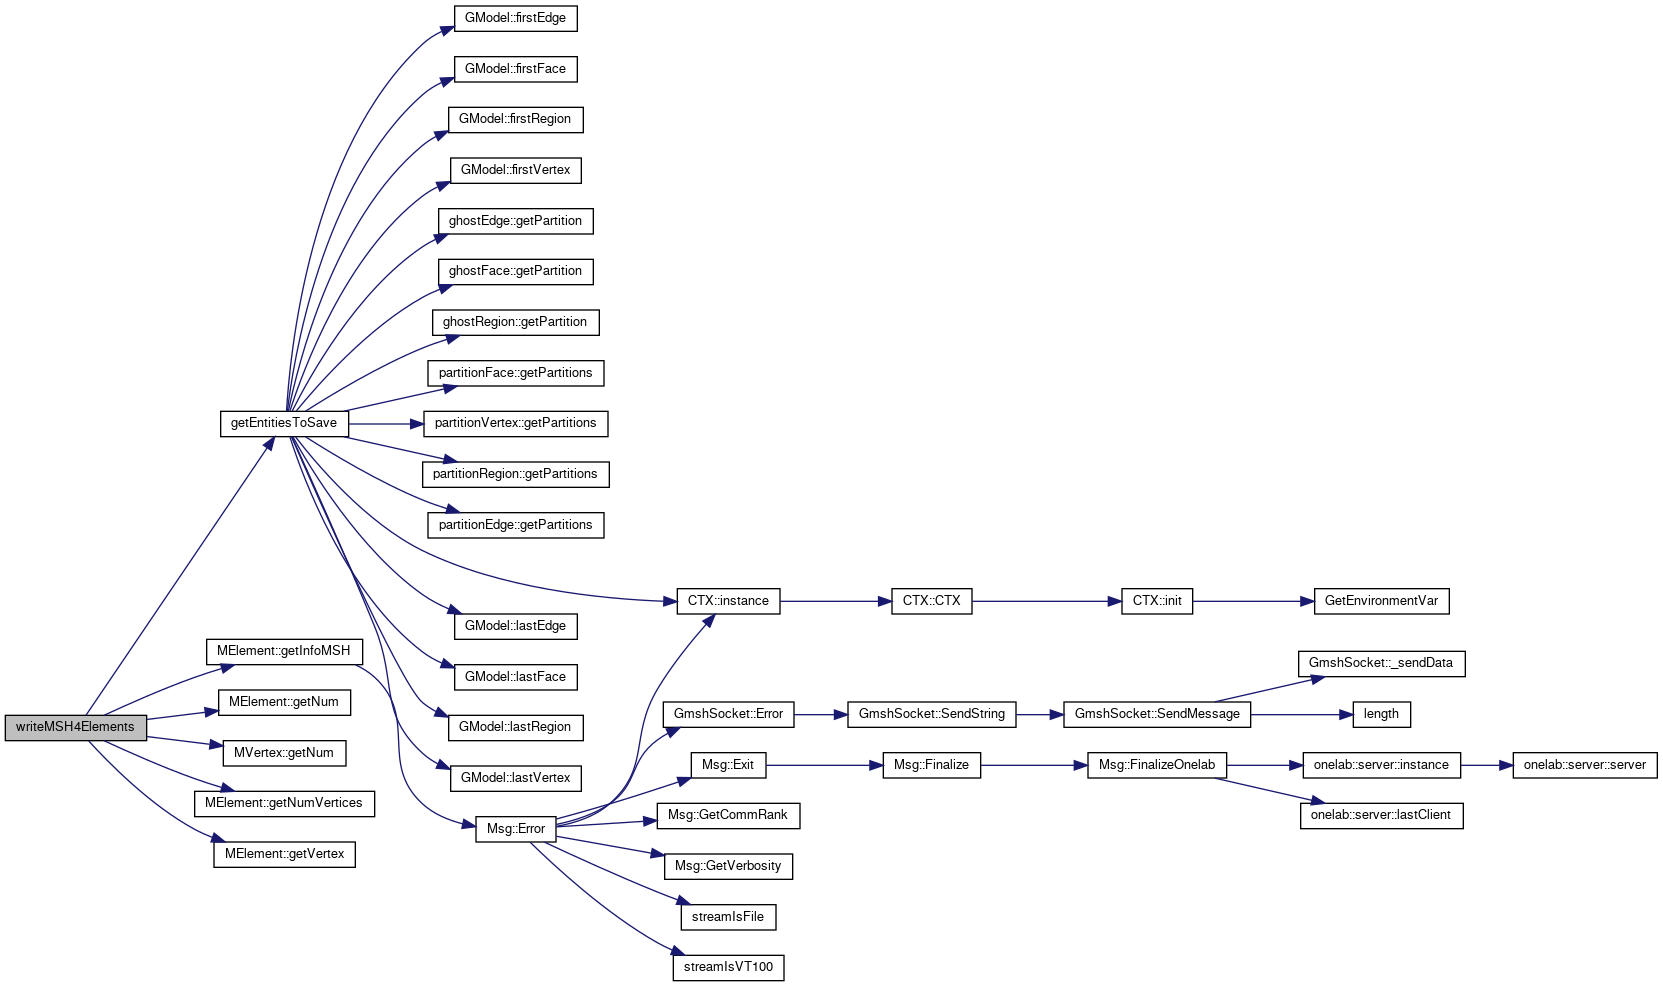 GModel::firstEdge
GModel::firstFace
GModel::firstRegion
GModel::firstVertex
ghostEdge::getPartition
ghostFace::getPartition
ghostRegion::getPartition
partitionFace::getPartitions
getEntitiesToSave
partitionVertex::getPartitions
partitionRegion::getPartitions
partitionEdge::getPartitions
CTX::instance
CTX::CTX
CTX::init
GetEnvironmentVar
GModel::lastEdge
MElement::getInfoMSH
GmshSocket::_sendData
GModel::lastFace
MElement::getNum
writeMSH4Elements
GModel::lastRegion
GmshSocket::Error
GmshSocket::SendString
GmshSocket::SendMessage
length
MVertex::getNum
Msg::Exit
Msg::Finalize
Msg::FinalizeOnelab
onelab::server::instance
onelab::server::server
GModel::lastVertex
MElement::getNumVertices
Msg::GetCommRank
onelab::server::lastClient
Msg::Error
MElement::getVertex
Msg::GetVerbosity
streamIsFile
streamIsVT100